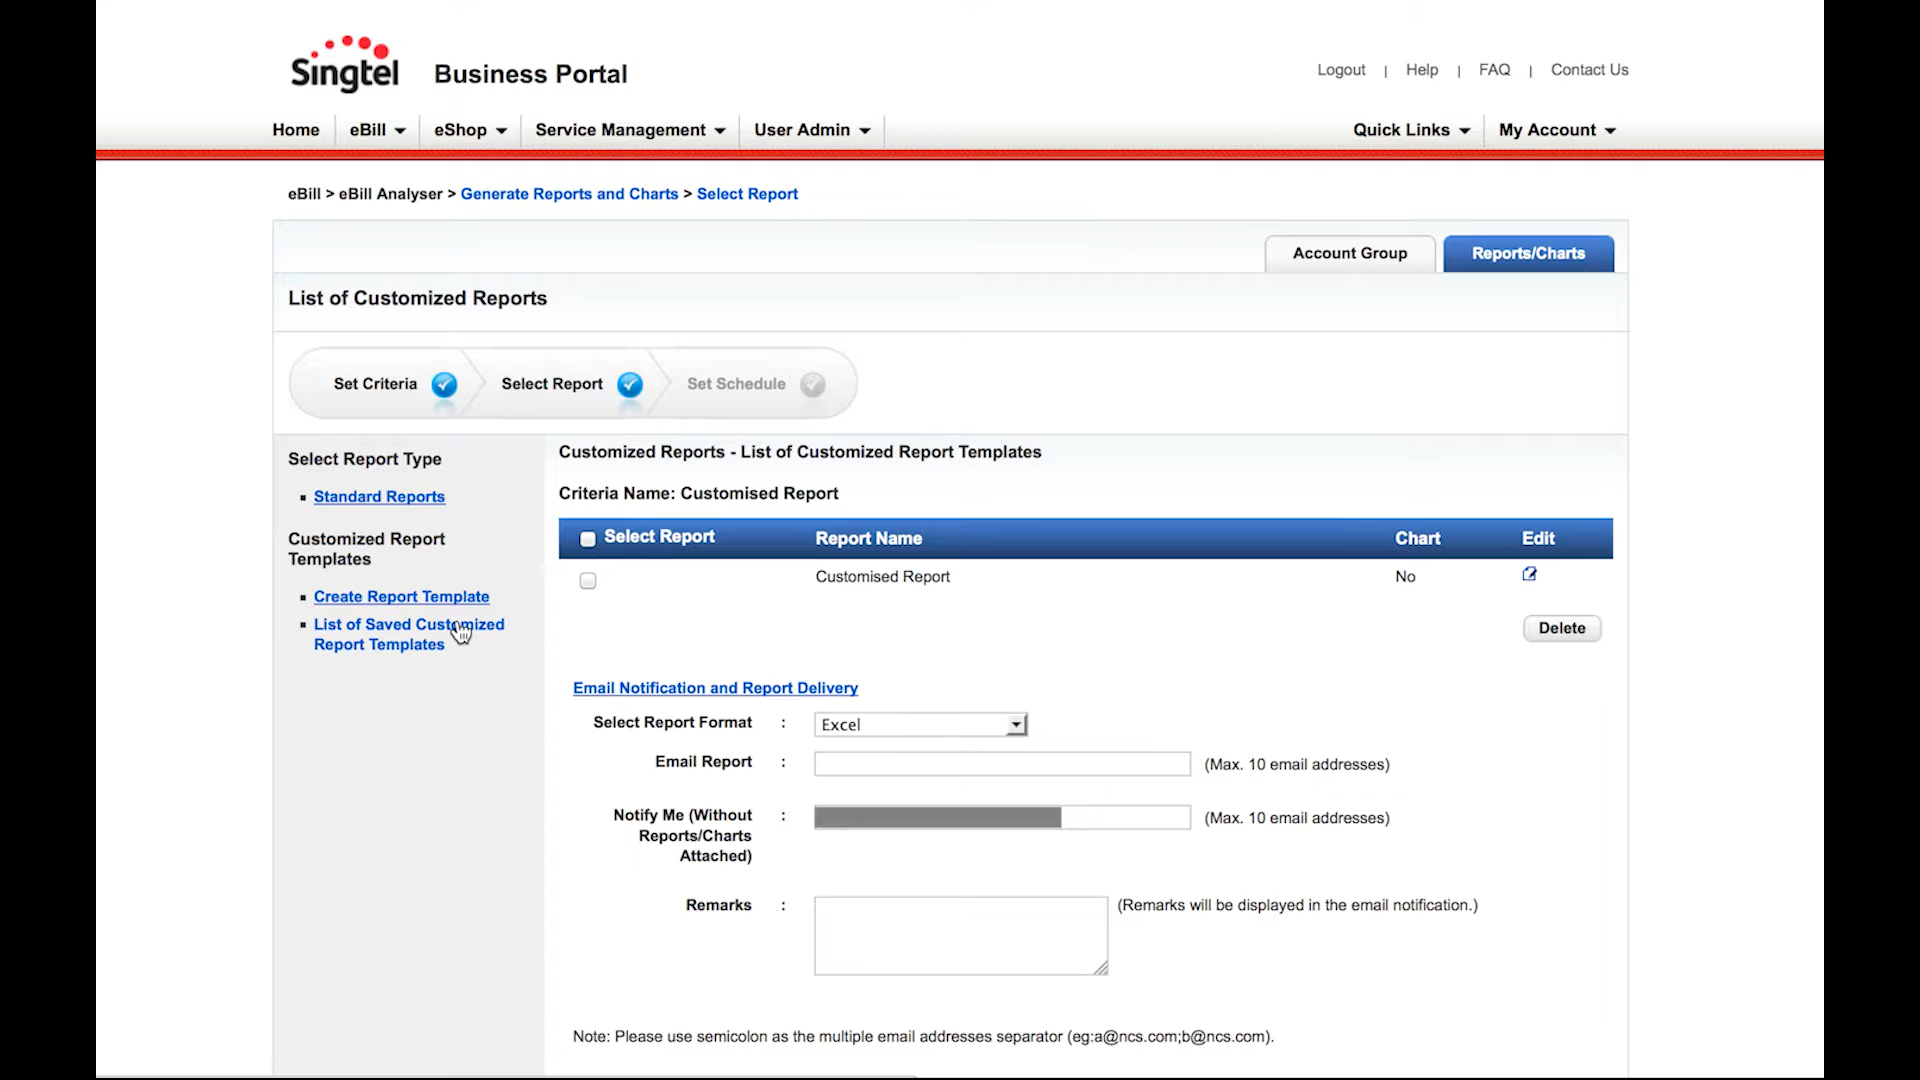 Singtel Business Portal
Logout | Help | FAQ | Contact Us
Home eBill eShop Service Management User Admin Quick Links My Account
eBill > eBill Analyser > Generate Reports and Charts > Select Report
Account Group Reports/Charts
List of Customized Reports
Set Criteria Select Report Set Schedule
Select Report Type
Standard Reports
Customized Report
Templates
Create Report Template
List of Saved Customized
Report Templates
Customized Reports - List of Customized Report Templates
Criteria Name: Customised Report
Select Report Report Name Chart Edit
Customised Report No
Delete
Email Notification and Report Delivery
Select Report Format : Excel
Email Report : (Max. 10 email addresses)
Notify Me (Without : (Max. 10 email addresses)
Reports/Charts
Attached)
Remarks : (Remarks will be displayed in the email notification.)
Note: Please use semicolon as the multiple email addresses separator (eg:a@ncs.com;b@ncs.com).